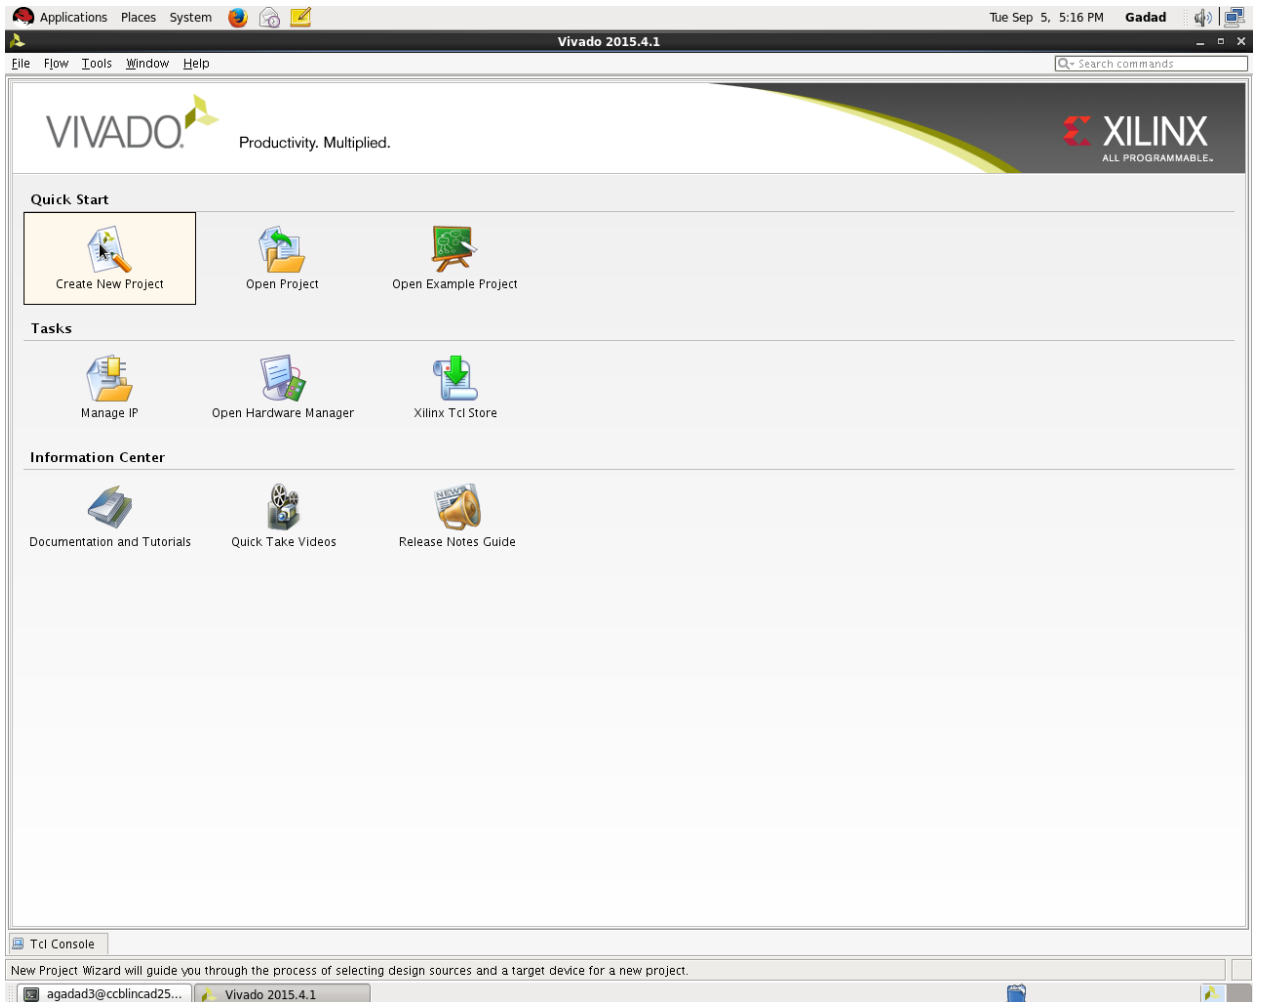 Applications Places System Tue Sep 5, 5:16 PM Gadad
Vivado 2015.4.1
File Flow Tools Window Help Search commands
VIVADO. Productivity. Multiplied. XILINX
ALL PROGRAMMABLE.
Quick Start
Create New Project Open Project Open Example Project
Tasks
Manage IP Open Hardware Manager Xilinx Tcl Store
Information Center
NEWS
Documentation and Tutorials Quick Take Videos Release Notes Guide
Tcl Console
New Project Wizard will guide you through the process of selecting design sources and a target device for a new project.
agadad3@ccblincad25... Vivado 2015.4.1